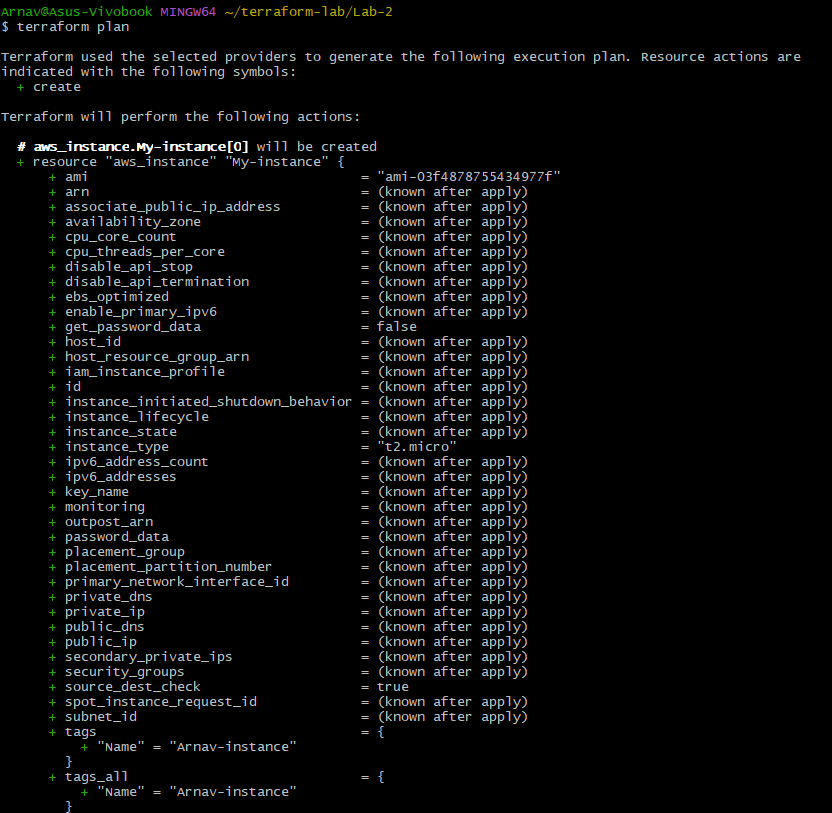 Arnav@Asus-Vivobook MINGW64 ~/terraform-lab/Lab-2
$ terraform plan
Terraform used the selected providers to generate the following execution plan. Resource actions are
indicated with the following symbols:
+ create
Terraform will perform the following actions:
# aws_instance.My-instance[0] will be created
+ resource "aws_instance" "My-instance" {
+ ami = "ami-03f4878755434977f"
+ arn = (known after apply)
+ associate_public_ip_address = (known after apply)
+ availability_zone = (known after apply)
+ cpu_core_count = (known after apply)
+ cpu_threads_per_core = (known after apply)
+ disable_api_stop = (known after apply)
+ disable_api_termination = (known after apply)
+ ebs_optimized = (known after apply)
+ enable_primary_ipv6 = (known after apply)
+ get_password_data = false
+ host_id = (known after apply)
+ host_resource_group_arn = (known after apply)
+ iam_instance_profile = (known after apply)
+ id = (known after apply)
+ instance_initiated_shutdown_behavior = (known after apply)
+ instance_lifecycle = (known after apply)
+ instance_state = (known after apply)
+ instance_type = "t2.micro"
+ ipv6_address_count = (known after apply)
+ ipv6_addresses = (known after apply)
+ key_name = (known after apply)
+ monitoring = (known after apply)
+ outpost_arn = (known after apply)
+ password_data = (known after apply)
+ placement_group = (known after apply)
+ placement_partition_number = (known after apply)
+ primary_network_interface_id = (known after apply)
+ private_dns = (known after apply)
+ private_ip = (known after apply)
+ public_dns = (known after apply)
+ public_ip = (known after apply)
+ secondary_private_ips = (known after apply)
+ security_groups = (known after apply)
+ source_dest_check = true
+ spot_instance_request_id = (known after apply)
+ subnet_id = (known after apply)
+ tags = {
+ "Name" = "Arnav-instance"
}
+ tags_all = {
+ "Name" = "Arnav-instance"
}